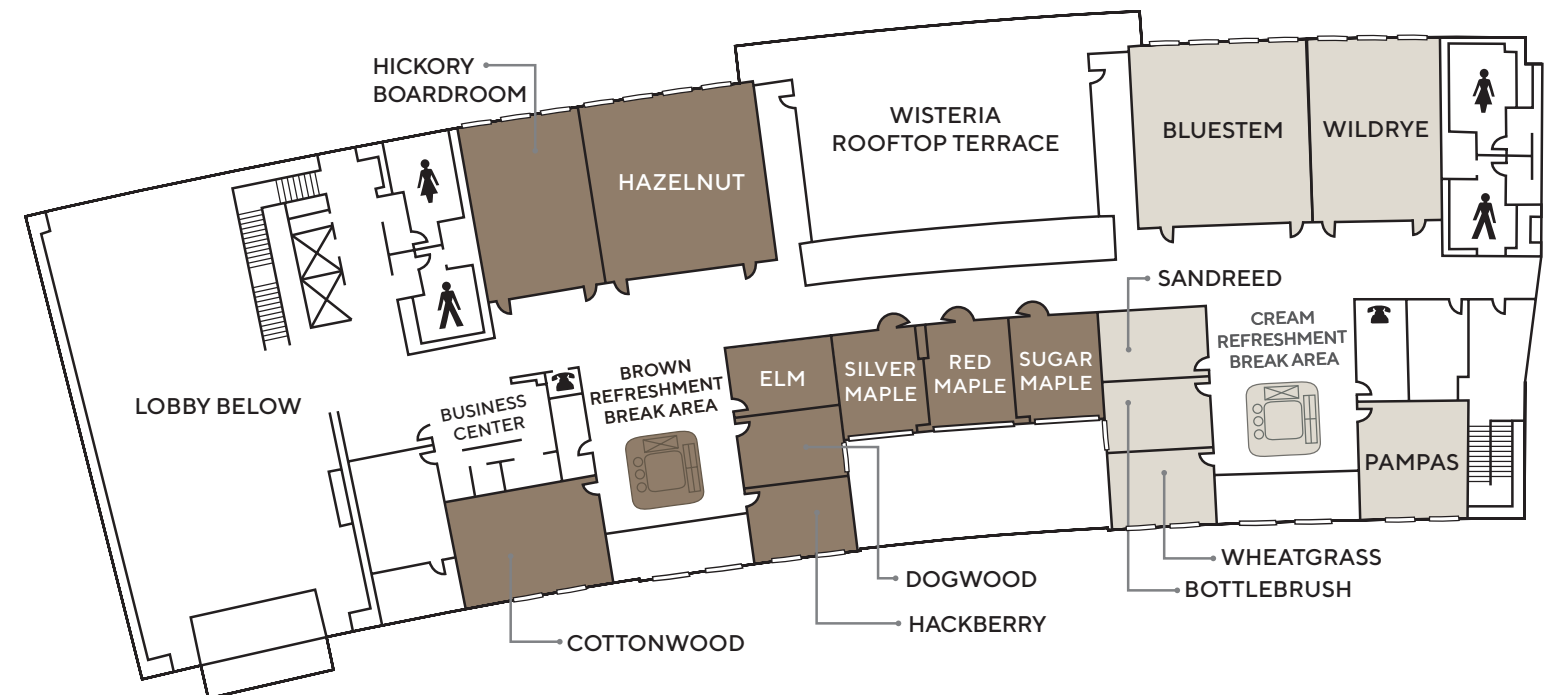 HICKORY
BOARDROOM
HAZELNUT
WISTERIA
ROOFTOP TERRACE
BLUESTEM
WILDRYE
SANDREED
CREAM
REFRESHMENT
BREAK AREA
LOBBY BELOW
BUSINESS
CENTER
BROWN
REFRESHMENT
BREAK AREA
ELM
SILVER
MAPLE
RED
MAPLE
SUGAR
MAPLE
PAMPAS
WHEATGRASS
BOTTLEBRUSH
DOGWOOD
HACKBERRY
COTTONWOOD